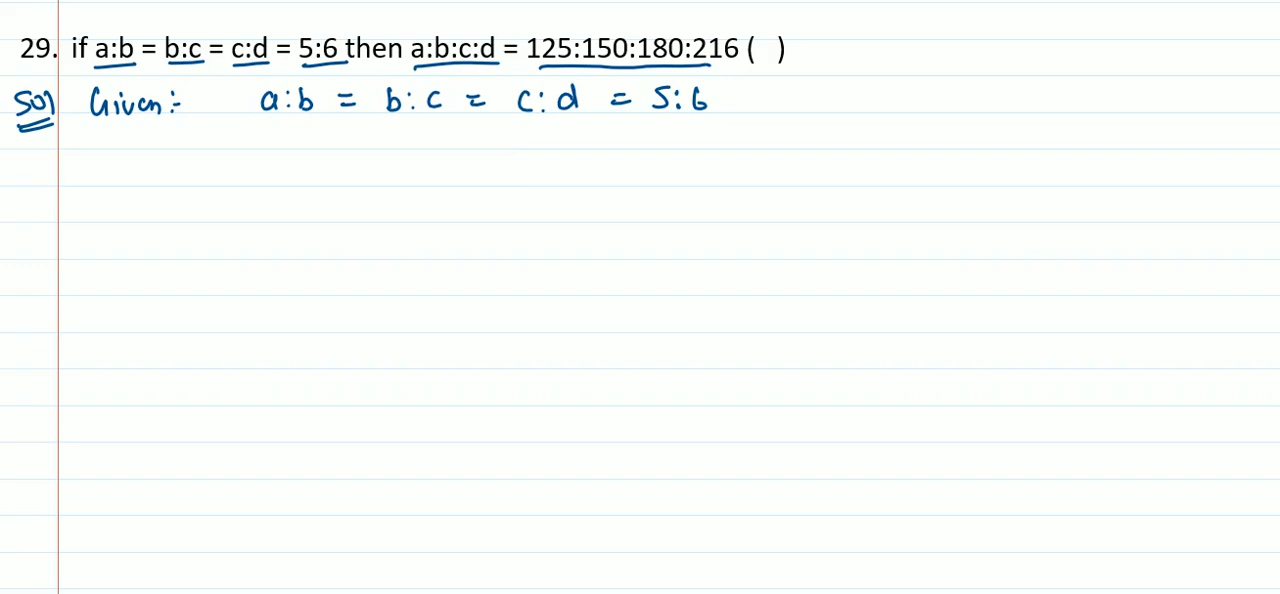 29. if a:b = b:c = c:d = 5:6 then a:b:c:d = 125:150:180:216 ( )
Sol Given:- a:b = b:c = c:d = 5:6